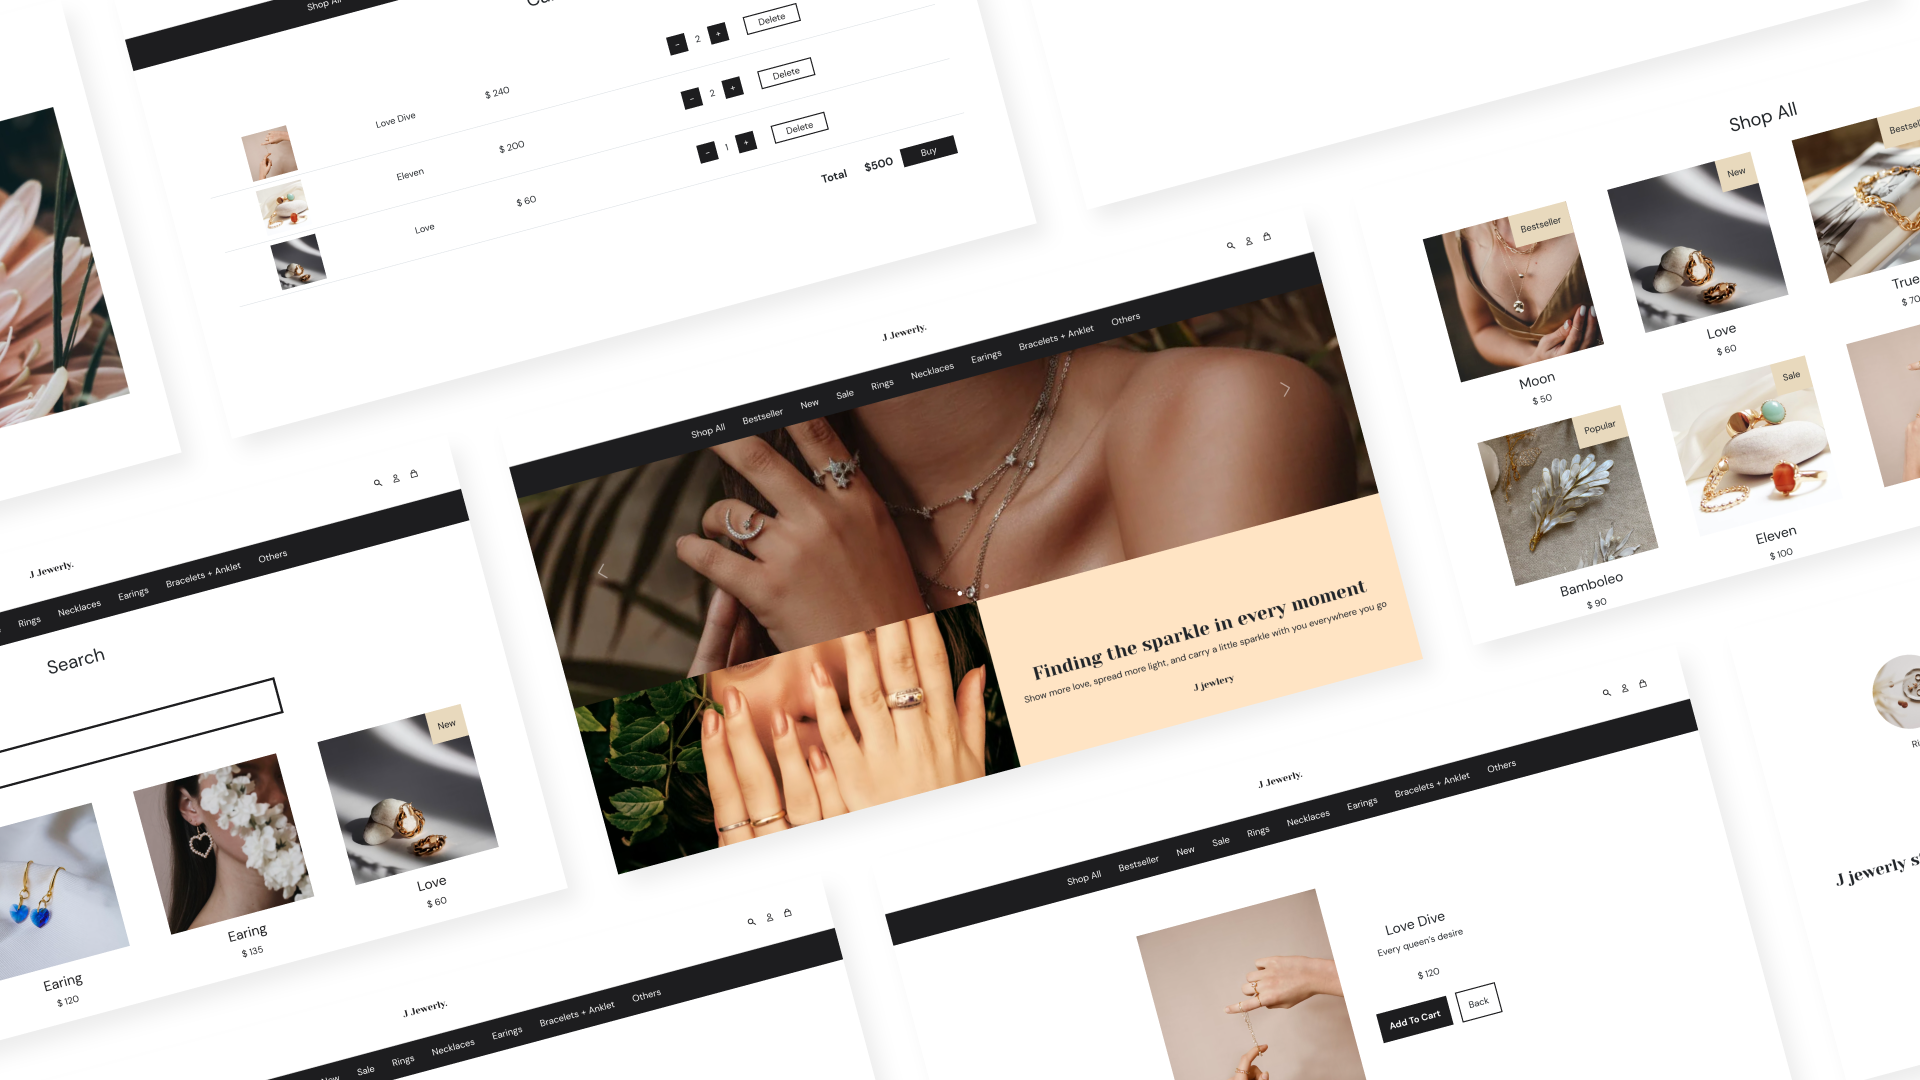 Shop All
Love Dive
$ 240
−
2
+
Delete
Eleven
$ 200
−
2
+
Delete
Love
$ 60
−
1
+
Delete
Total
$500
Buy
Shop All
Bestseller
Moon
$ 50
New
Love
$ 60
True
Popular
Bamboleo
$ 90
Sale
Eleven
$ 100
J Jewerly.
Shop All
Bestseller
New
Sale
Rings
Necklaces
Earings
Bracelets + Anklet
Others
Finding the sparkle in every moment
Show more love, spread more light, and carry a little sparkle with you everywhere you go
J jewlery
J Jewerly.
Rings
Necklaces
Earings
Bracelets + Anklet
Others
Search
Earing
$ 120
Earing
$ 135
New
Love
$ 60
J Jewerly.
Sale
Rings
Necklaces
Earings
Bracelets + Anklet
Others
J Jewerly.
Shop All
Bestseller
New
Sale
Rings
Necklaces
Earings
Bracelets + Anklet
Others
Love Dive
Every queen's desire
$ 120
Add To Cart
Back
J jewerly